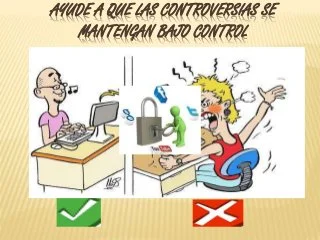 AYUDE A QUE LAS CONTROVERSIAS SE
MANTENGAN BAJO CONTROL